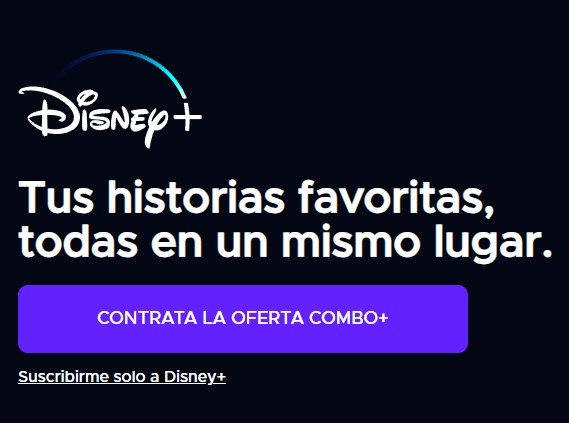 Disney+
Tus historias favoritas,
todas en un mismo lugar.
CONTRATA LA OFERTA COMBO+
Suscribirme solo a Disney+